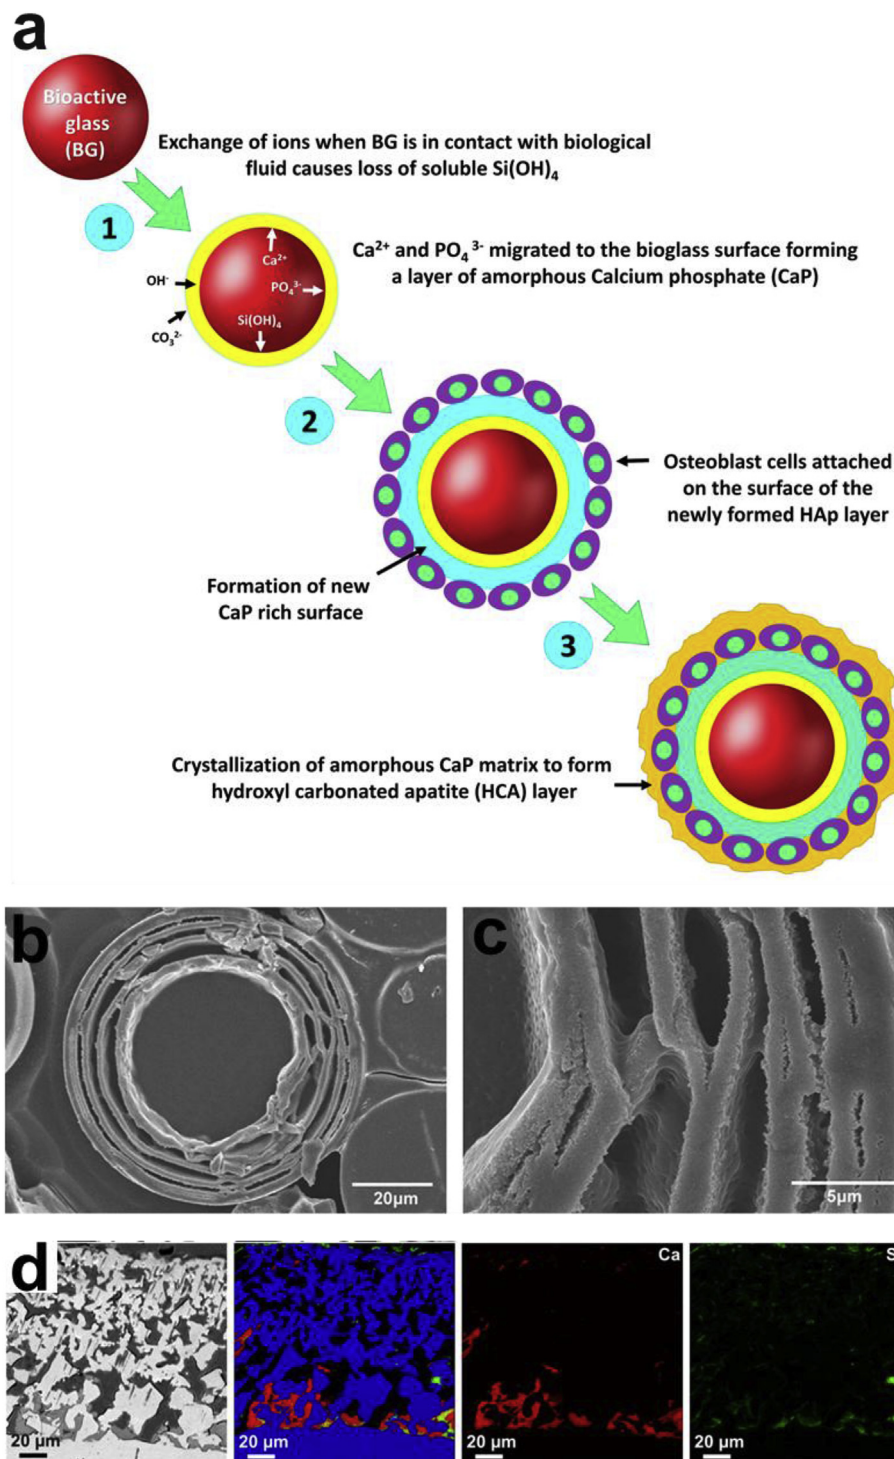 a
Bioactive
glass
(BG)
Exchange of ions when BG is in contact with biological
fluid causes loss of soluble Si(OH)₄
1
Ca²⁺ and PO₄ ³⁻ migrated to the bioglass surface forming
a layer of amorphous Calcium phosphate (CaP)
Ca²⁺
OH⁻
PO₄³⁻
Si(OH)₄
CO₃²⁻
2
Osteoblast cells attached
on the surface of the
newly formed HAp layer
Formation of new
CaP rich surface
3
Crystallization of amorphous CaP matrix to form
hydroxyl carbonated apatite (HCA) layer
b
20μm
c
5μm
d
20 μm
20 μm
Ca
20 μm
20 μm